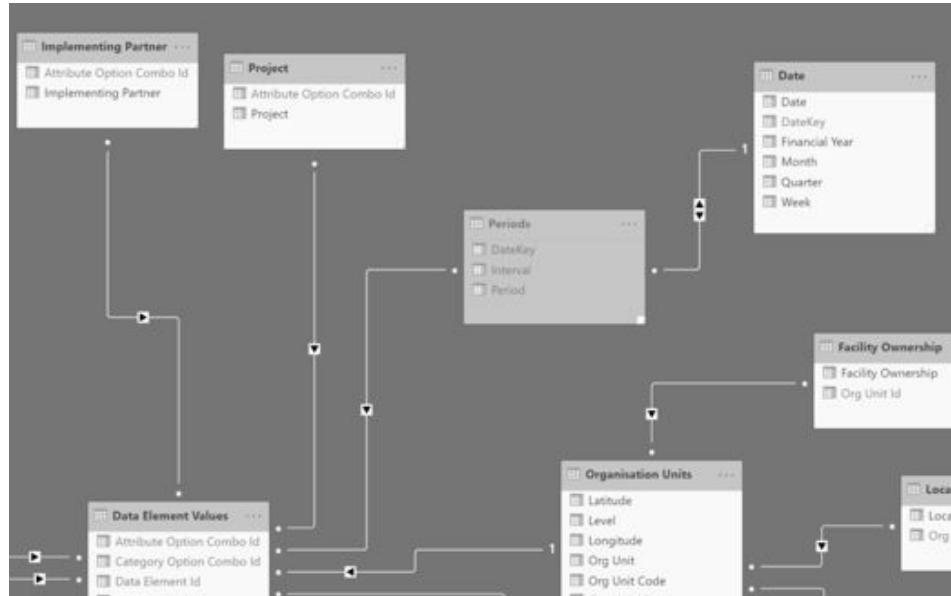 Implementing Partner ...
Attribute Option Combo Id
Implementing Partner
Project ...
Attribute Option Combo Id
Project
Date ...
Date
DateKey
Financial Year
Month
Quarter
Week
1
Periods ...
DateKey
Interval
Period
Facility Ownership
Facility Ownership
Org Unit Id
Data Element Values ...
Attribute Option Combo Id
Category Option Combo Id
Data Element Id
1
Organisation Units ...
Latitude
Level
Longitude
Org Unit
Org Unit Code
Loca
Loca
Org